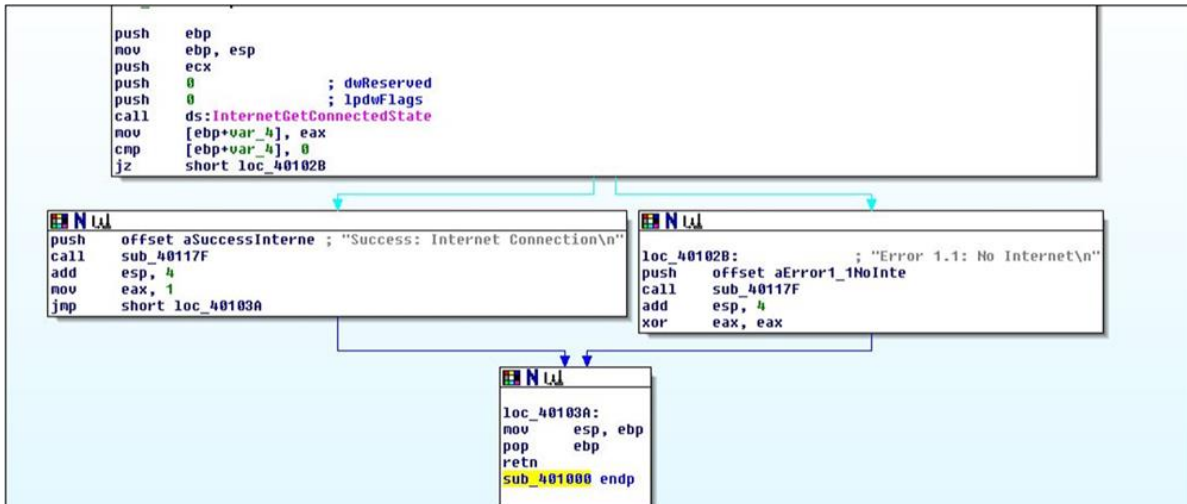 push ebp
mov ebp, esp
push ecx
push 0 ; dwReserved
push 0 ; lpdwFlags
call ds:InternetGetConnectedState
mov [ebp+var_4], eax
cmp [ebp+var_4], 0
jz short loc_40102B
push offset aSuccessInterne ; "Success: Internet Connection\n"
call sub_40117F
add esp, 4
mov eax, 1
jmp short loc_40103A
loc_40102B: ; "Error 1.1: No Internet\n"
push offset aError1_1NoInte
call sub_40117F
add esp, 4
xor eax, eax
loc_40103A:
mov esp, ebp
pop ebp
retn
sub_401000 endp